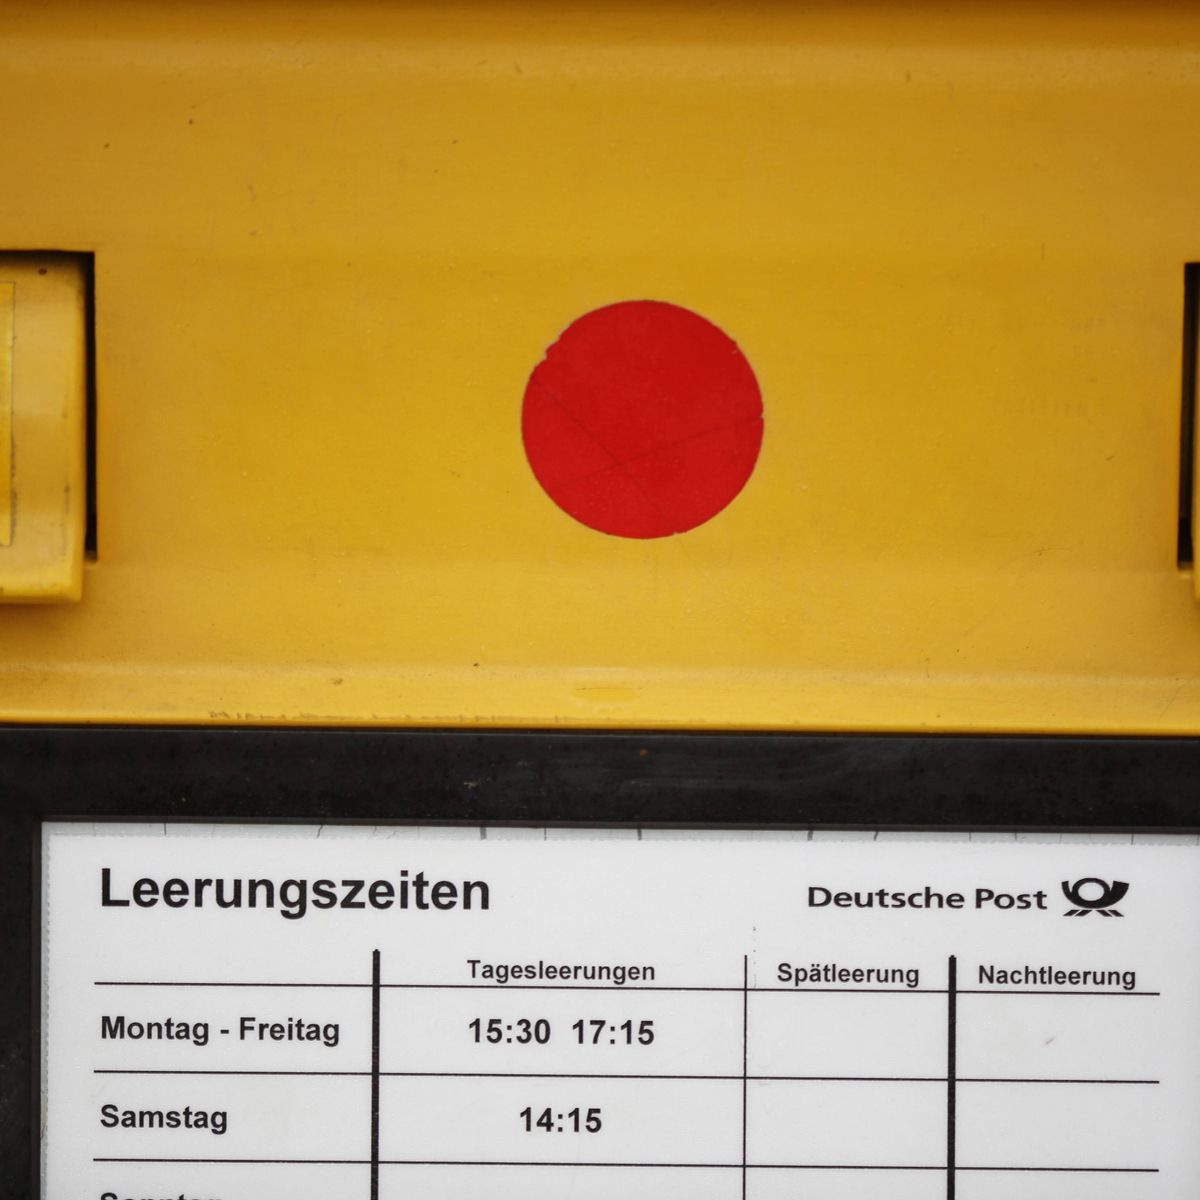 Leerungszeiten
Deutsche Post
Tagesleerungen Spätleerung Nachtleerung
Montag - Freitag 15:30 17:15
Samstag 14:15